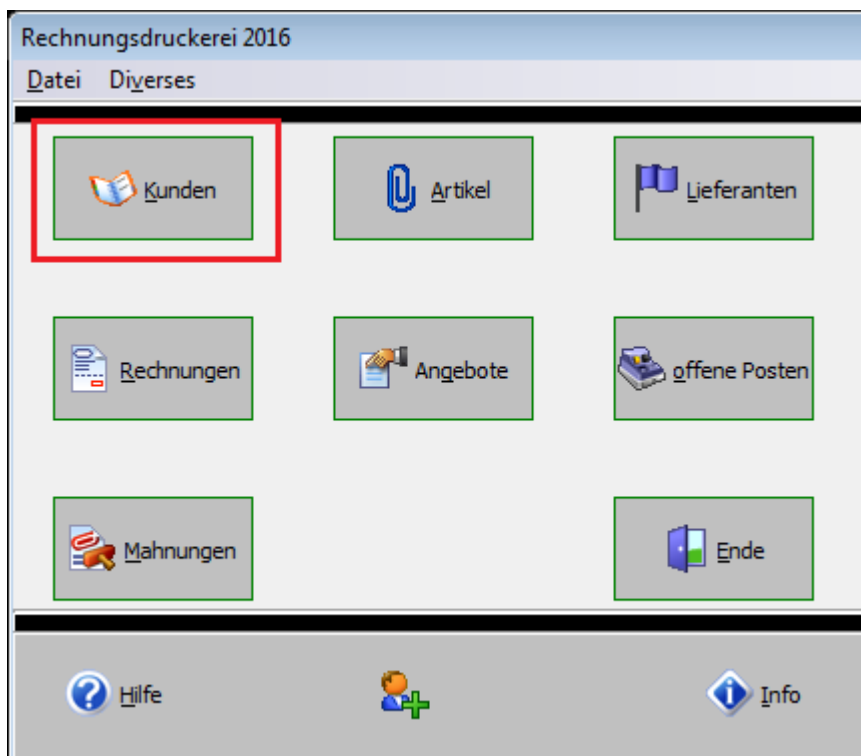 Rechnungsdruckerei 2016
Datei Diverses
Kunden Artikel Lieferanten
Rechnungen Angebote offene Posten
Mahnungen Ende
Hilfe Info